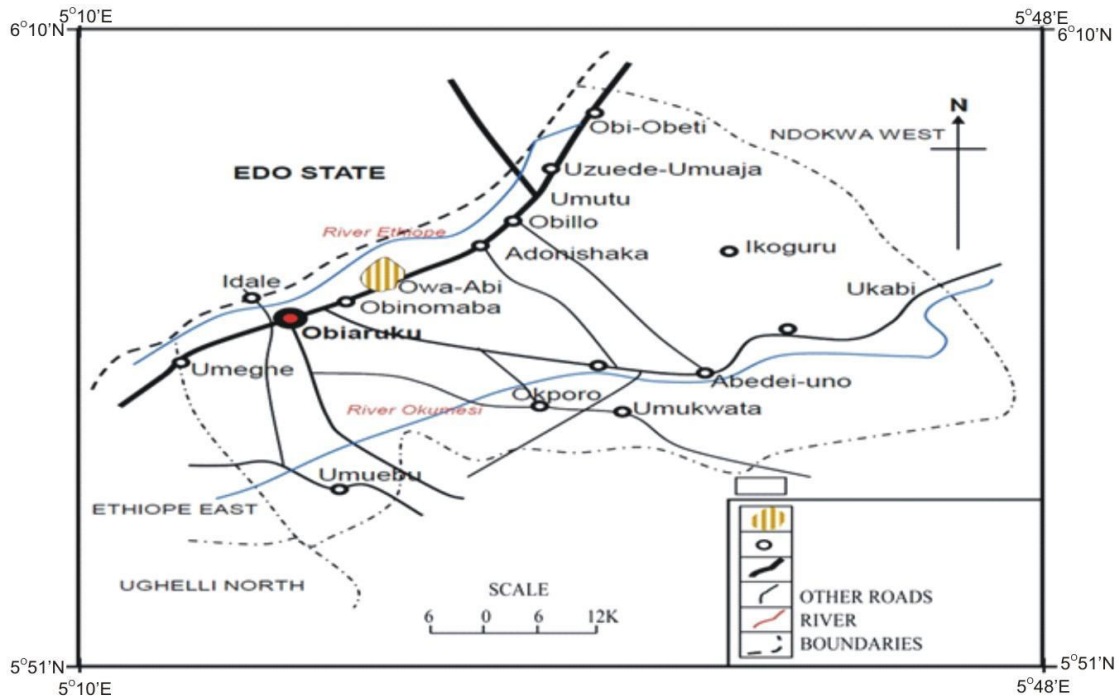 5°10'E
5°48'E
6°10'N
6°10'N
N
Obi-Obeti
NDOKWA WEST
EDO STATE
Uzuede-Umuaja
Umutu
Obillo
River Ethiope
Adonishaka
Ikoguru
Idale
Owa-Abi
Ukabi
Obinomaba
Obiaruku
Umeghe
Abedei-uno
Okporo
River Okumesi
Umukwata
Umuebu
ETHIOPE EAST
UGHELLI NORTH
SCALE
6 0 6 12K
OTHER ROADS
RIVER
BOUNDARIES
5°51'N
5°51'N
5°10'E
5°48'E